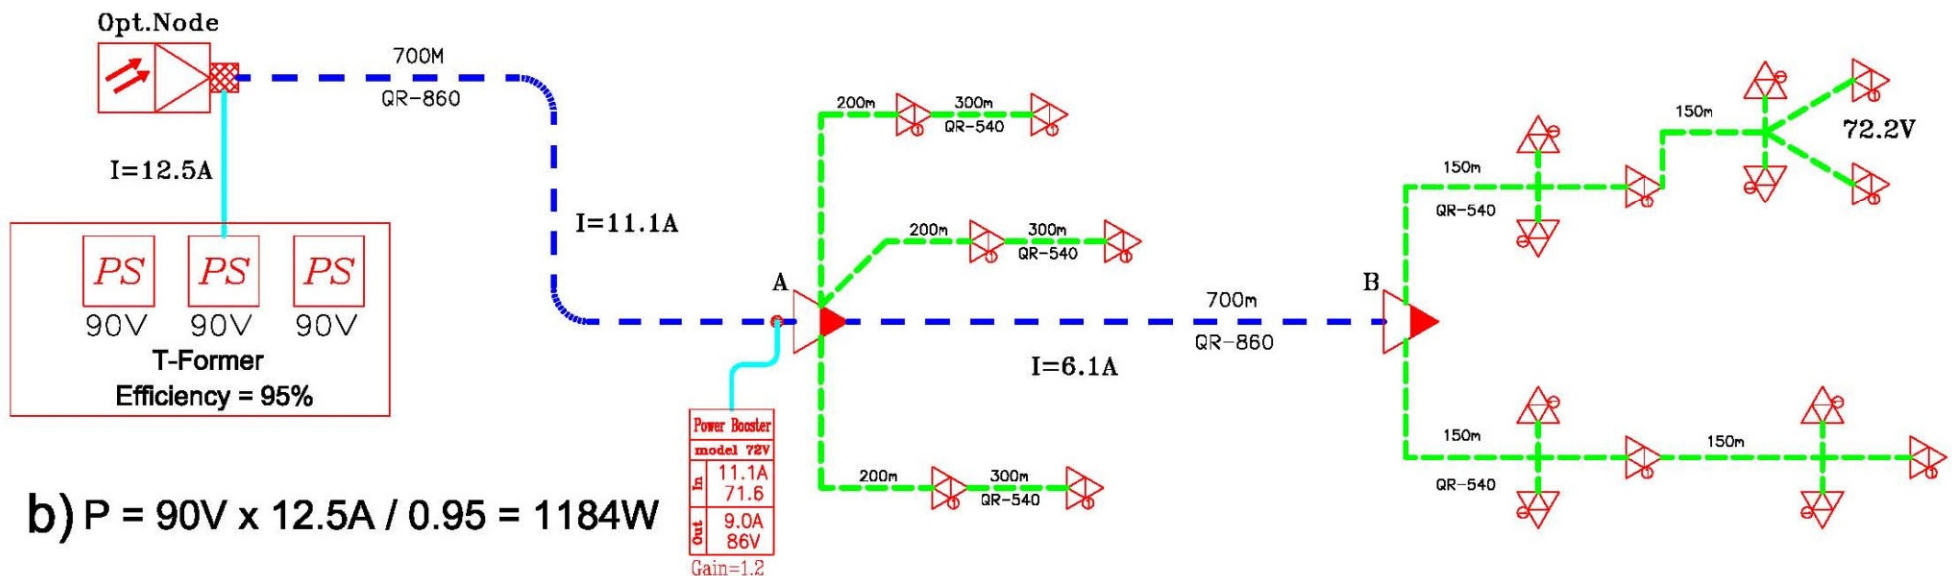 Opt.Node
700M
QR-860
I=12.5A
I=11.1A
PS PS PS
90V 90V 90V
T-Former
Efficiency = 95%
b) P = 90V x 12.5A / 0.95 = 1184W
A
Power Booster
model 72V
In 11.1A
71.6
Out 9.0A
86V
Gain=1.2
200m 300m
QR-540
200m 300m
QR-540
200m 300m
QR-540
700m
QR-860
I=6.1A
B
150m
QR-540
150m
72.2V
150m
QR-540
150m